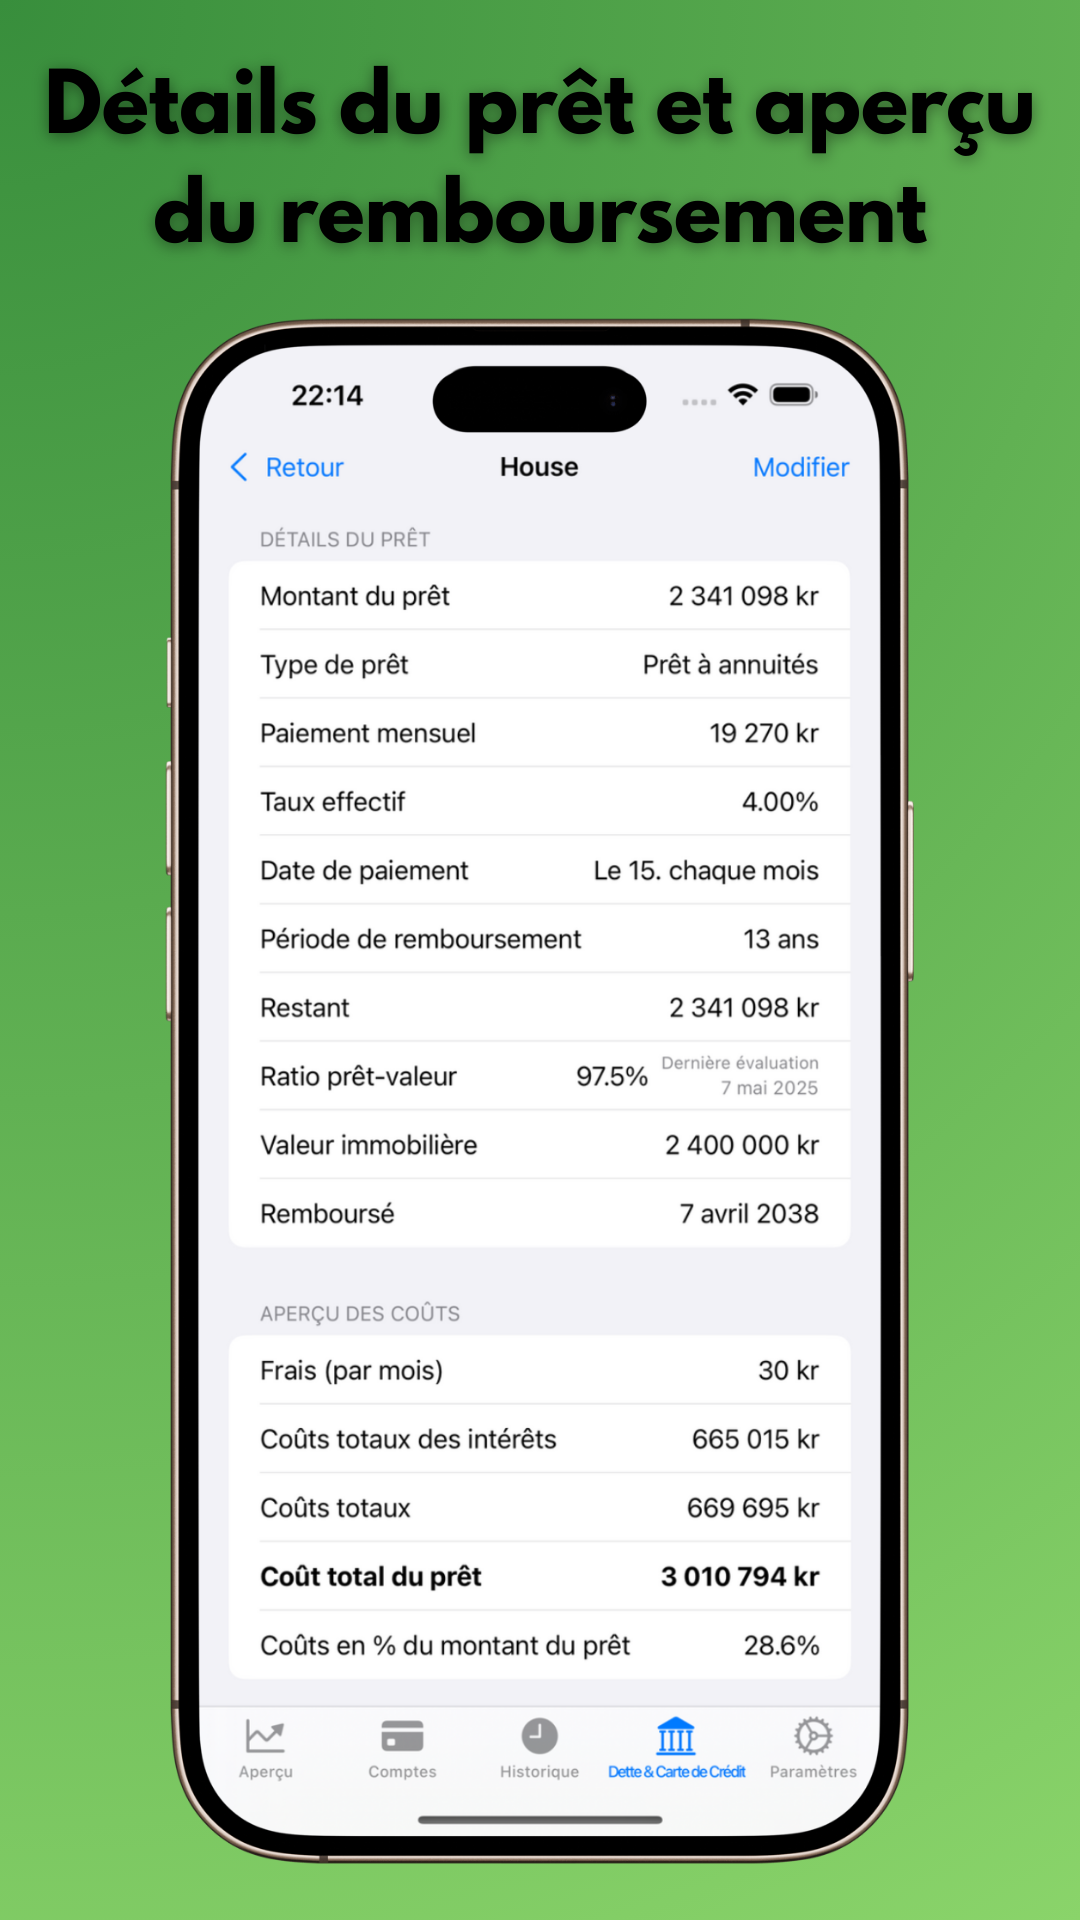 Détails du prêt et aperçu
du remboursement
22:14
Retour House Modifier
DÉTAILS DU PRÊT
Montant du prêt 2 341 098 kr
Type de prêt Prêt à annuités
Paiement mensuel 19 270 kr
Taux effectif 4.00%
Date de paiement Le 15. chaque mois
Période de remboursement 13 ans
Restant 2 341 098 kr
Ratio prêt-valeur 97.5% Dernière évaluation
7 mai 2025
Valeur immobilière 2 400 000 kr
Remboursé 7 avril 2038
APERÇU DES COÛTS
Frais (par mois) 30 kr
Coûts totaux des intérêts 665 015 kr
Coûts totaux 669 695 kr
Coût total du prêt 3 010 794 kr
Coûts en % du montant du prêt 28.6%
Aperçu Comptes Historique Dette & Carte de Crédit Paramètres